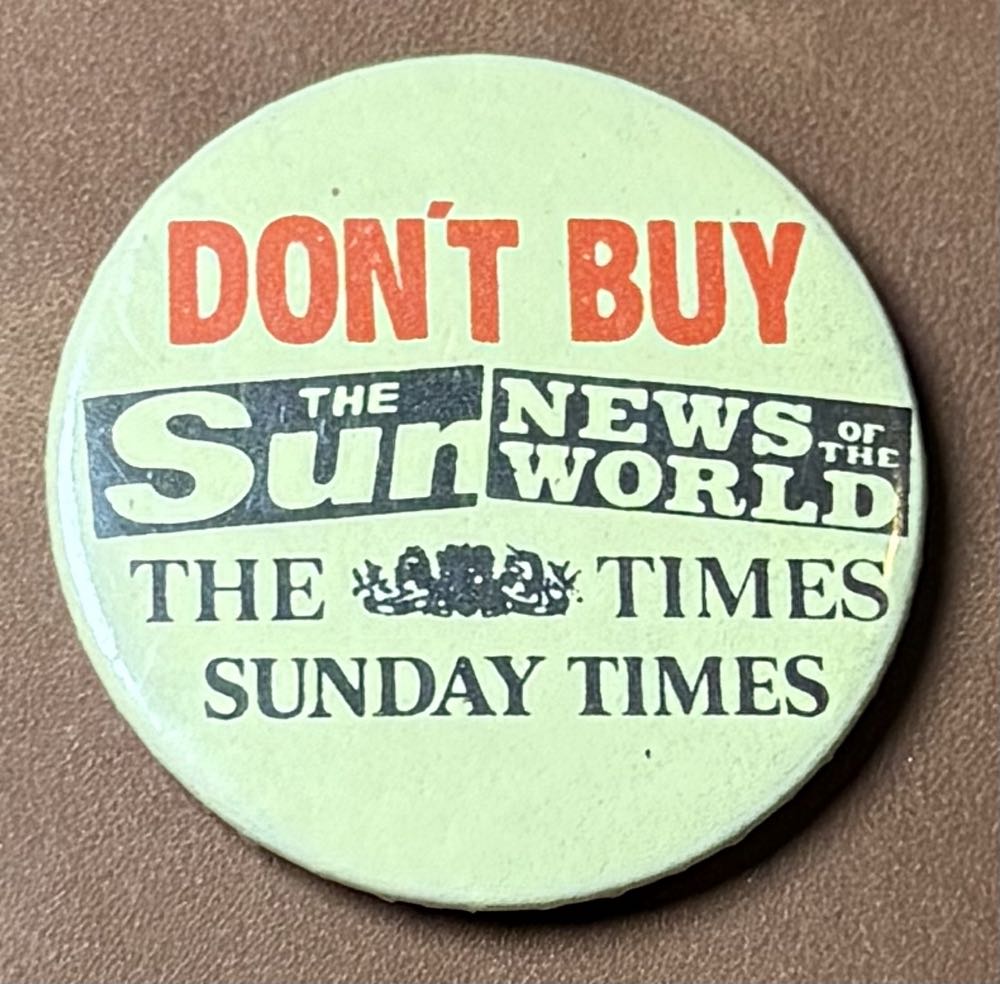 DON'T BUY
THE
Sun
NEWS OF THE
WORLD
THE TIMES
SUNDAY TIMES